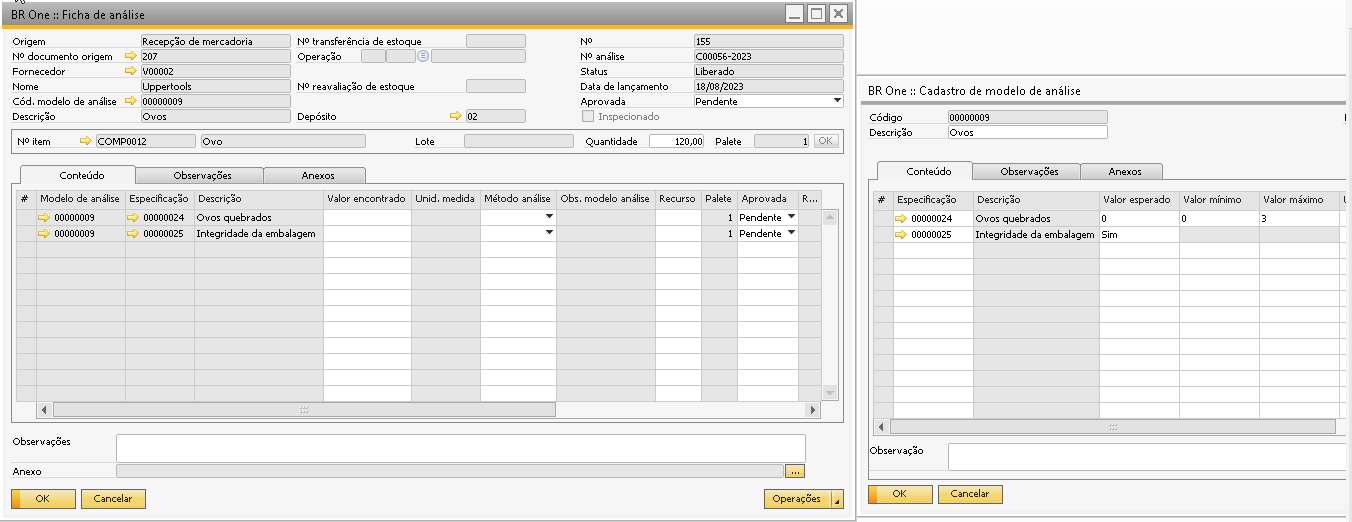 BR One :: Ficha de análise
Origem Recepção de mercadoria Nº transferência de estoque Nº 155
Nº documento origem 207 Operação Nº análise C00056-2023
Fornecedor V00002 Status Liberado
Nome Uppertools Nº reavaliação de estoque Data de lançamento 18/08/2023
Cód. modelo de análise 00000009 Aprovada Pendente
Descrição Ovos Depósito 02 Inspecionado
Nº item COMP0012 Ovo Lote Quantidade 120,00 Palete 1 OK
Conteúdo Observações Anexos
# Modelo de análise Especificação Descrição Valor encontrado Unid. medida Método análise Obs. modelo análise Recurso Palete Aprovada R...
00000009 00000024 Ovos quebrados 1 Pendente
00000009 00000025 Integridade da embalagem 1 Pendente
Observações
Anexo ...
OK Cancelar Operações
BR One :: Cadastro de modelo de análise
Código 00000009
Descrição Ovos
Conteúdo Observações Anexos
# Especificação Descrição Valor esperado Valor mínimo Valor máximo
00000024 Ovos quebrados 0 0 3
00000025 Integridade da embalagem Sim
Observação
OK Cancelar